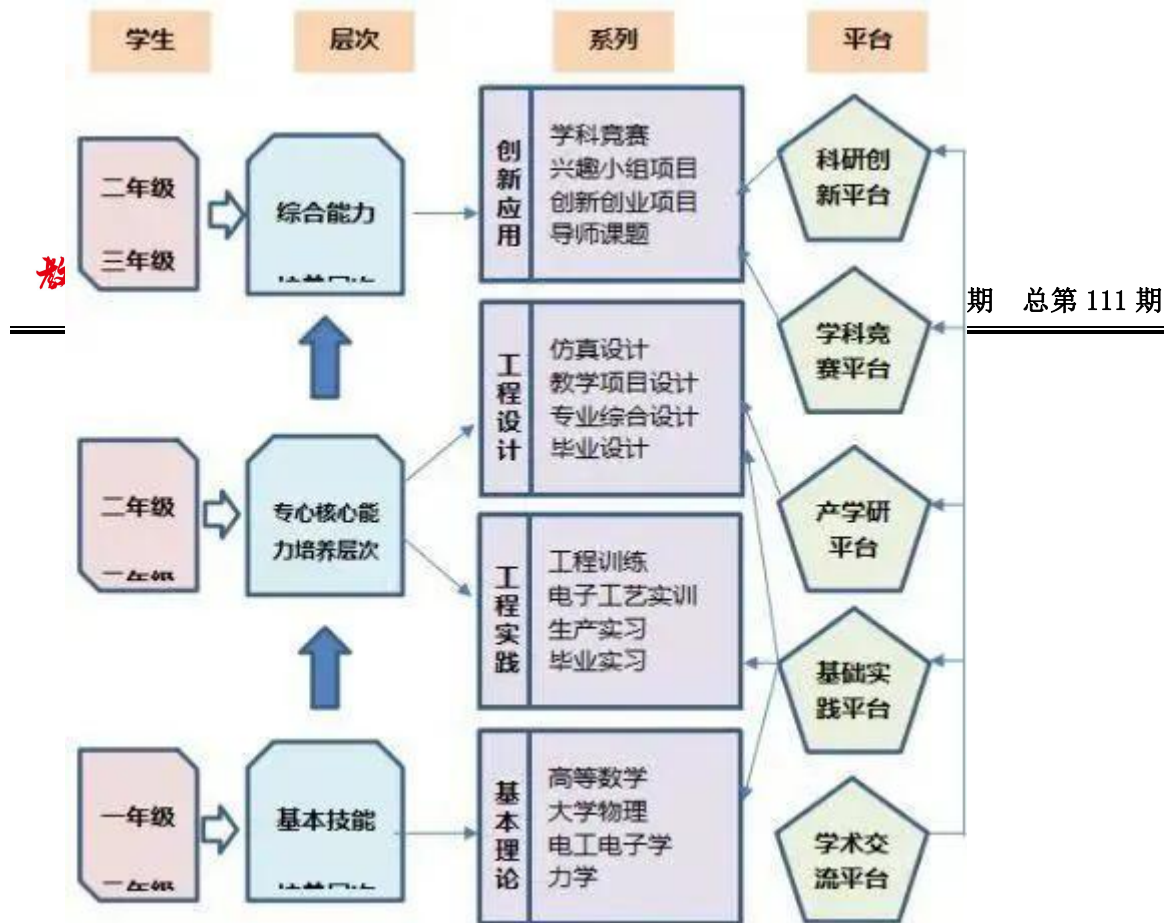 学生 层次 系列 平台
二年级
三年级
综合能力
创新应用
学科竞赛
兴趣小组项目
创新创业项目
导师课题
科研创
新平台
教
期 总第 111 期
学科竞
赛平台
工程设计
仿真设计
教学项目设计
专业综合设计
毕业设计
二年级
专心核心能
力培养层次
产学研
平台
工程实践
工程训练
电子工艺实训
生产实习
毕业实习
基础实
践平台
一年级
基本技能
基本理论
高等数学
大学物理
电工电子学
力学
学术交
流平台